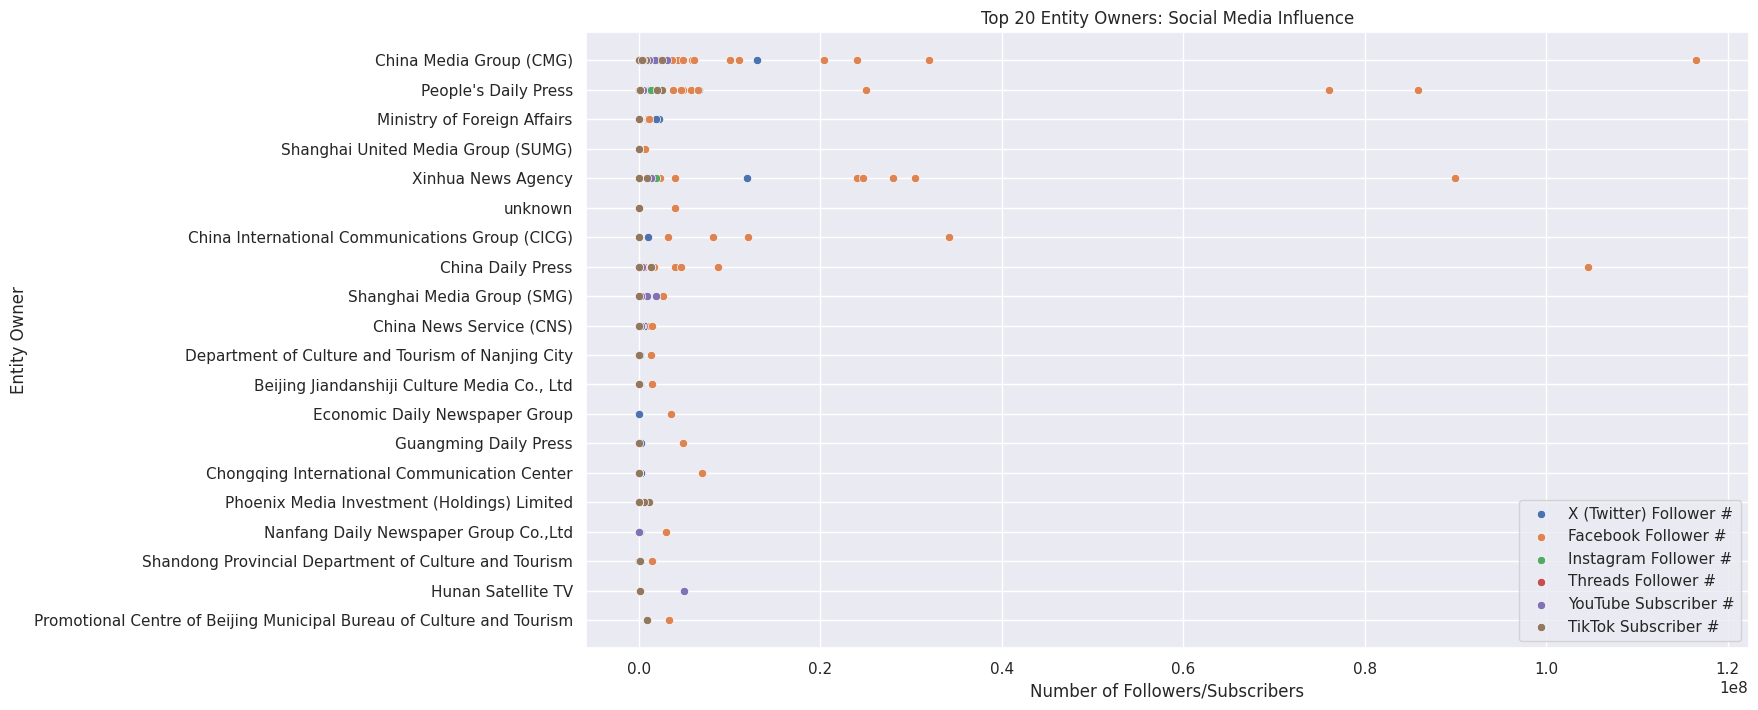 Top 20 Entity Owners: Social Media Influence
Entity Owner
China Media Group (CMG)
People's Daily Press
Ministry of Foreign Affairs
Shanghai United Media Group (SUMG)
Xinhua News Agency
unknown
China International Communications Group (CICG)
China Daily Press
Shanghai Media Group (SMG)
China News Service (CNS)
Department of Culture and Tourism of Nanjing City
Beijing Jiandanshiji Culture Media Co., Ltd
Economic Daily Newspaper Group
Guangming Daily Press
Chongqing International Communication Center
Phoenix Media Investment (Holdings) Limited
Nanfang Daily Newspaper Group Co.,Ltd
Shandong Provincial Department of Culture and Tourism
Hunan Satellite TV
Promotional Centre of Beijing Municipal Bureau of Culture and Tourism
X (Twitter) Follower #
Facebook Follower #
Instagram Follower #
Threads Follower #
YouTube Subscriber #
TikTok Subscriber #
0.0 0.2 0.4 0.6 0.8 1.0 1.2
1e8
Number of Followers/Subscribers